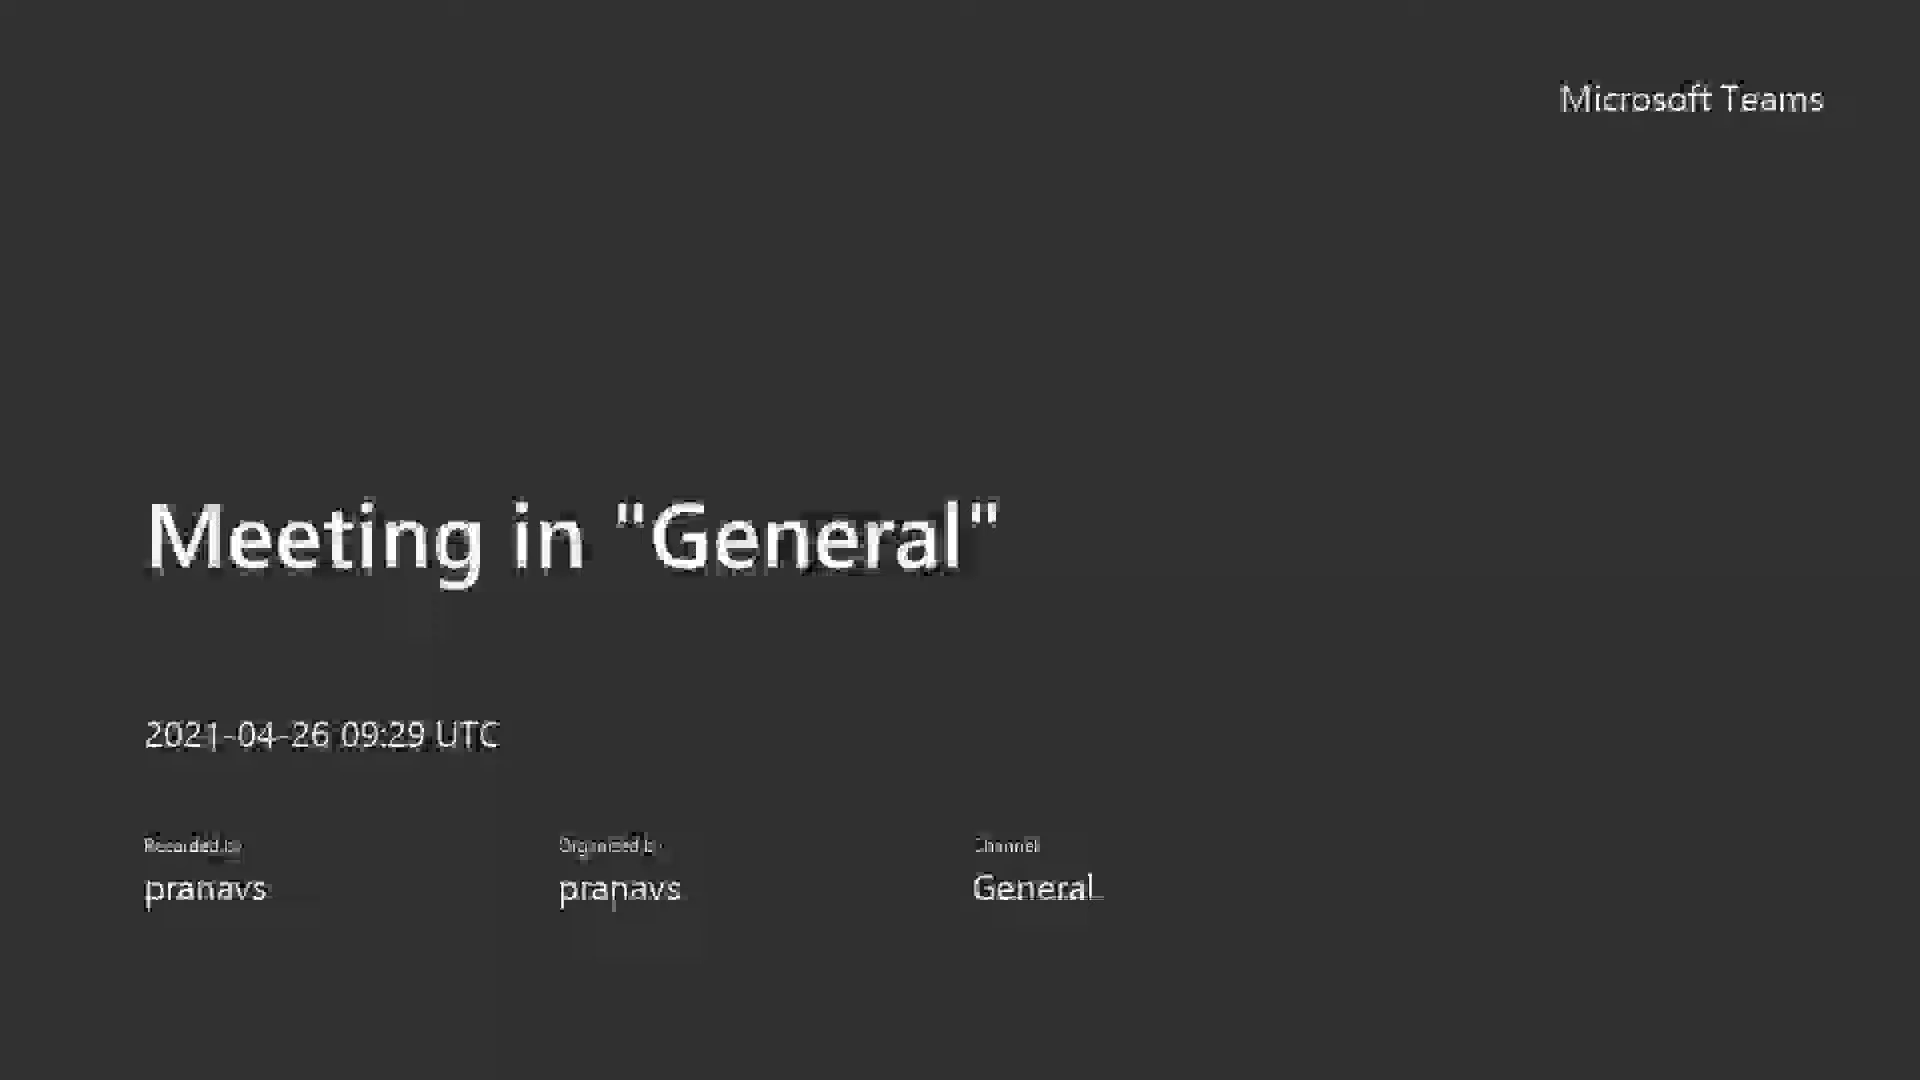 Microsoft Teams
Meeting in "General"
2021-04-26 09:29 UTC
Recorded by Organized by Channel
pranavs pranavs General